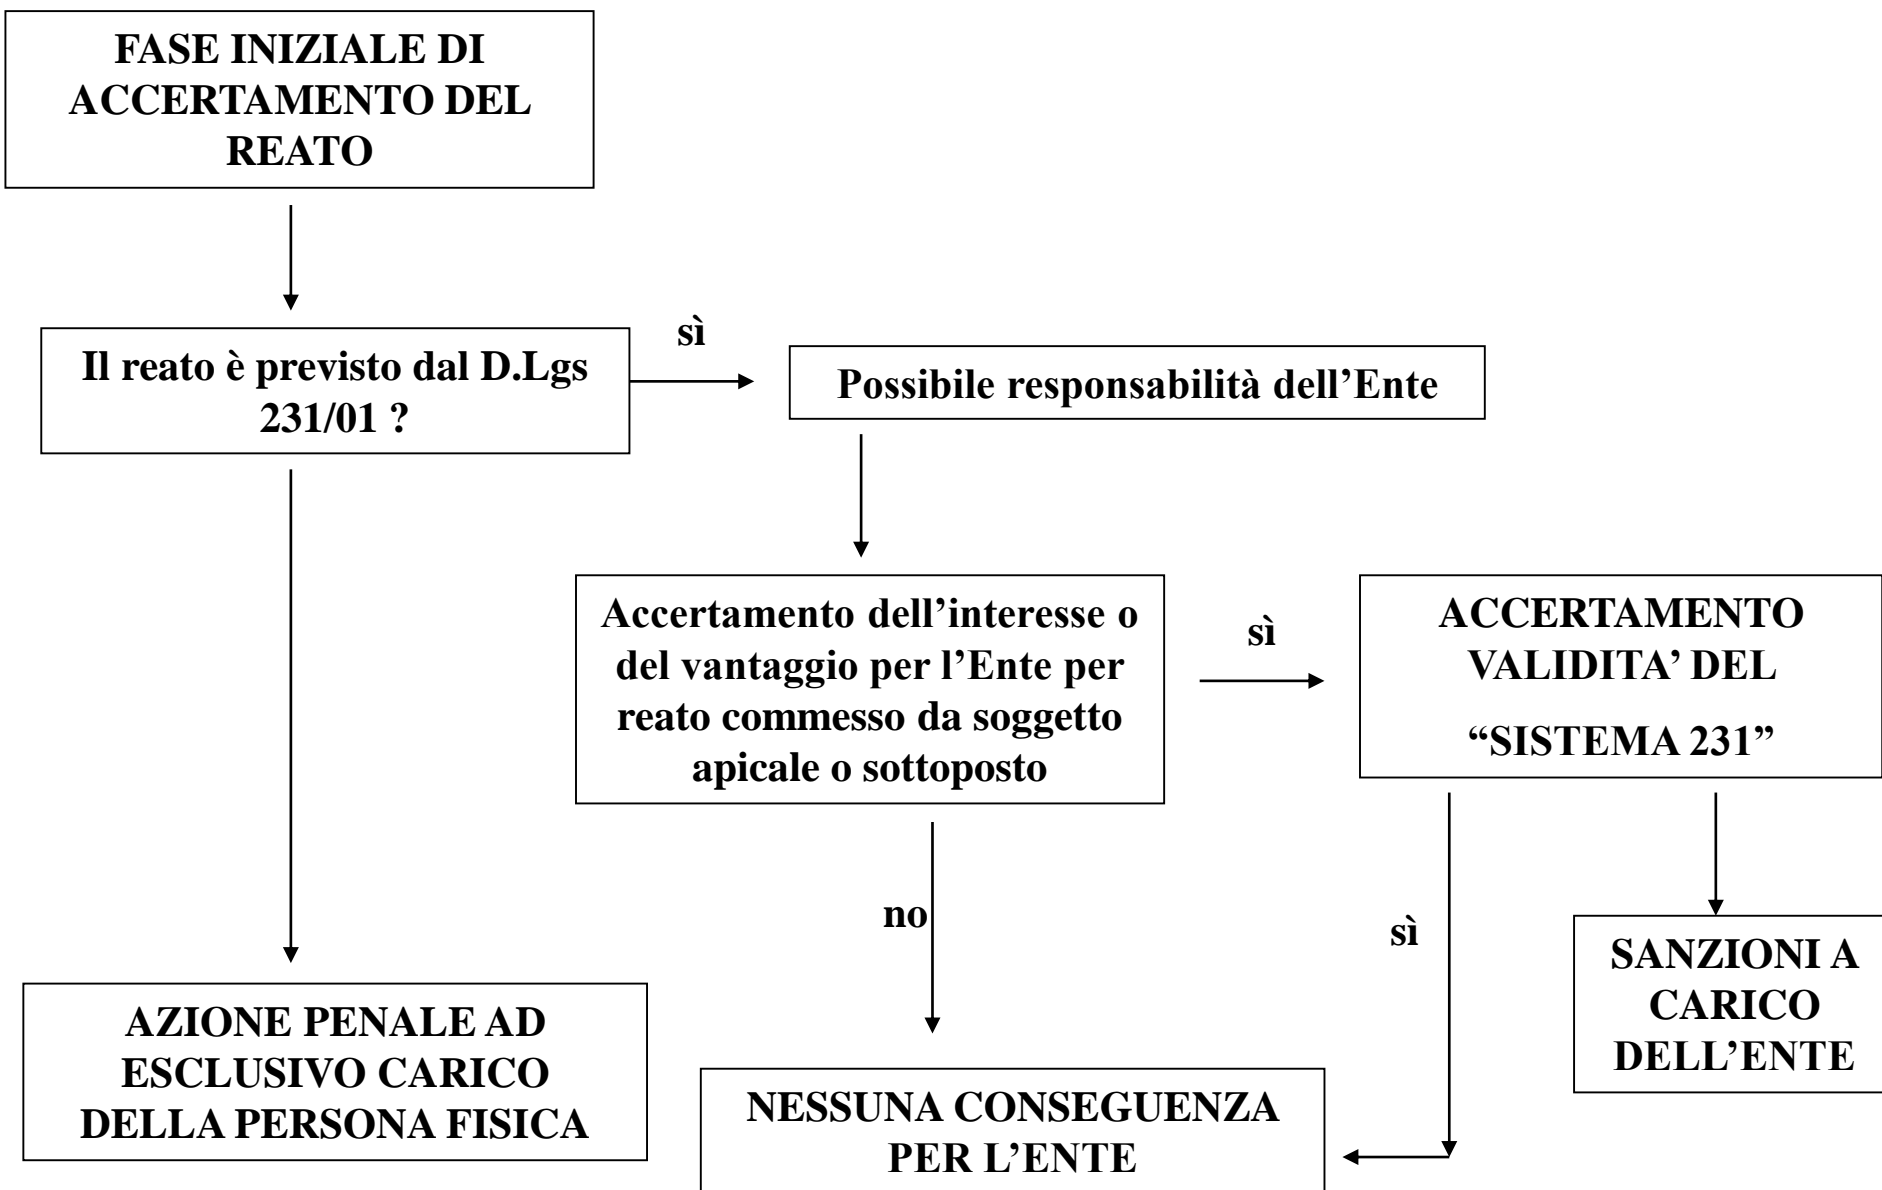 FASE INIZIALE DI
ACCERTAMENTO DEL
REATO
Il reato è previsto dal D.Lgs
231/01 ?
sì
Possibile responsabilità dell’Ente
Accertamento dell’interesse o
del vantaggio per l’Ente per
reato commesso da soggetto
apicale o sottoposto
sì
ACCERTAMENTO
VALIDITA’ DEL
“SISTEMA 231”
no
sì
SANZIONI A
CARICO
DELL’ENTE
AZIONE PENALE AD
ESCLUSIVO CARICO
DELLA PERSONA FISICA
NESSUNA CONSEGUENZA
PER L’ENTE